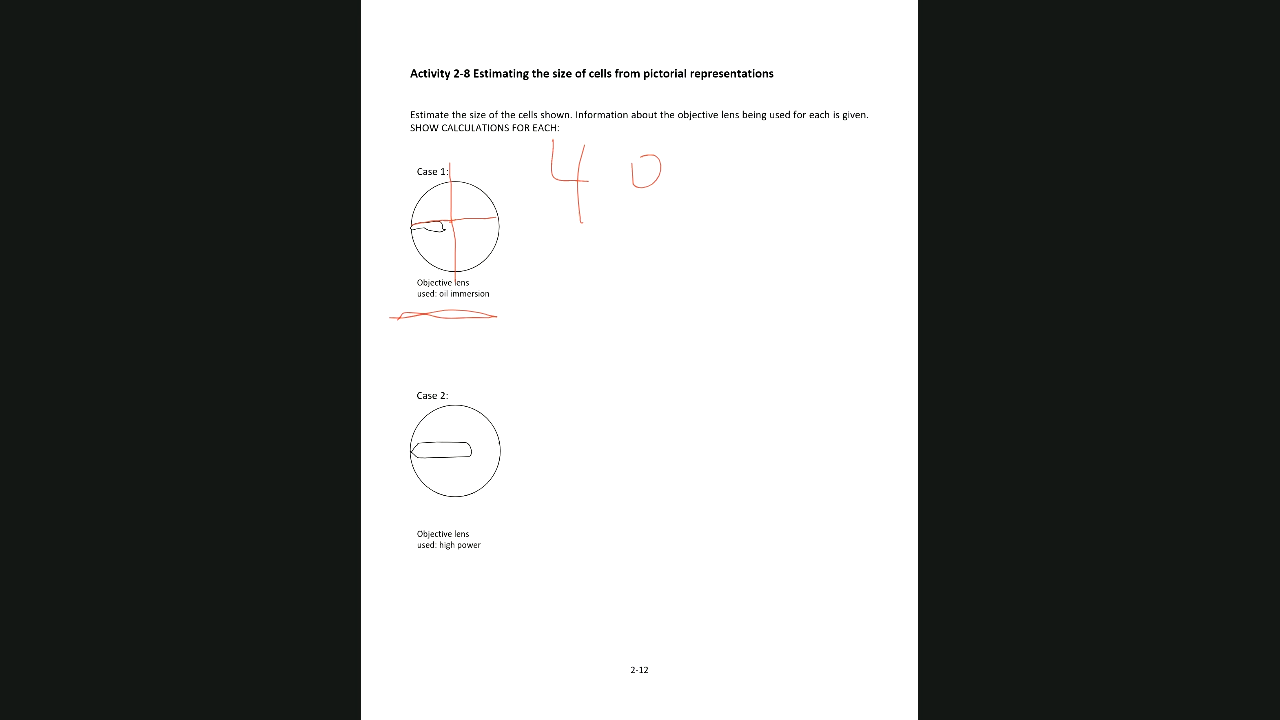 Activity 2-8 Estimating the size of cells from pictorial representations
Estimate the size of the cells shown. Information about the objective lens being used for each is given.
SHOW CALCULATIONS FOR EACH:
4 0
Case 1:
Objective lens
used: oil immersion
Case 2:
Objective lens
used: high power
2-12